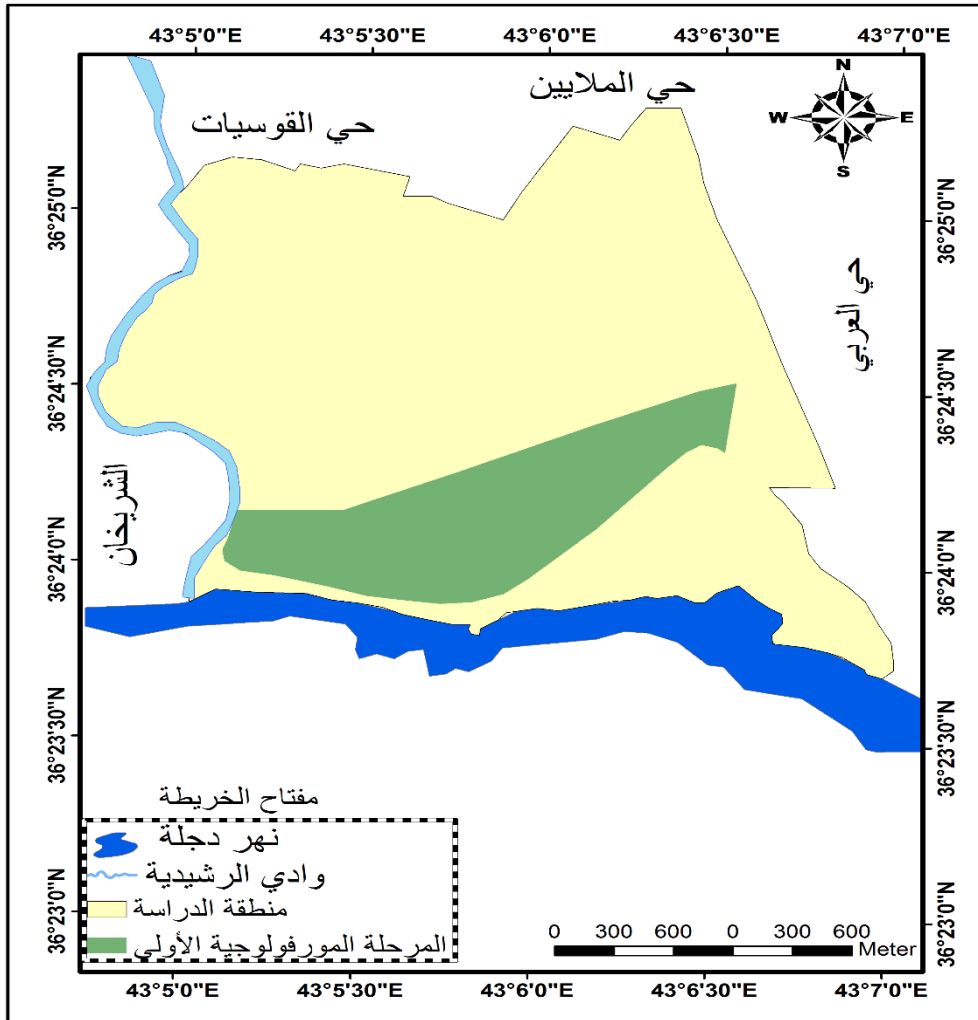 43°5'0"E 43°5'30"E 43°6'0"E 43°6'30"E 43°7'0"E
حي الملايين
حي القوسيات
N
W E
S
36°25'0"N
36°25'0"N
حي العربي
36°24'30"N
36°24'30"N
الشريخان
36°24'0"N
36°24'0"N
36°23'30"N
36°23'30"N
مفتاح الخريطة
نهر دجلة
وادي الرشيدية
منطقة الدراسة
المرحلة المورفولوجية الأولى
36°23'0"N
36°23'0"N
0 300 600 0 300 600
Meter
43°5'0"E 43°5'30"E 43°6'0"E 43°6'30"E 43°7'0"E